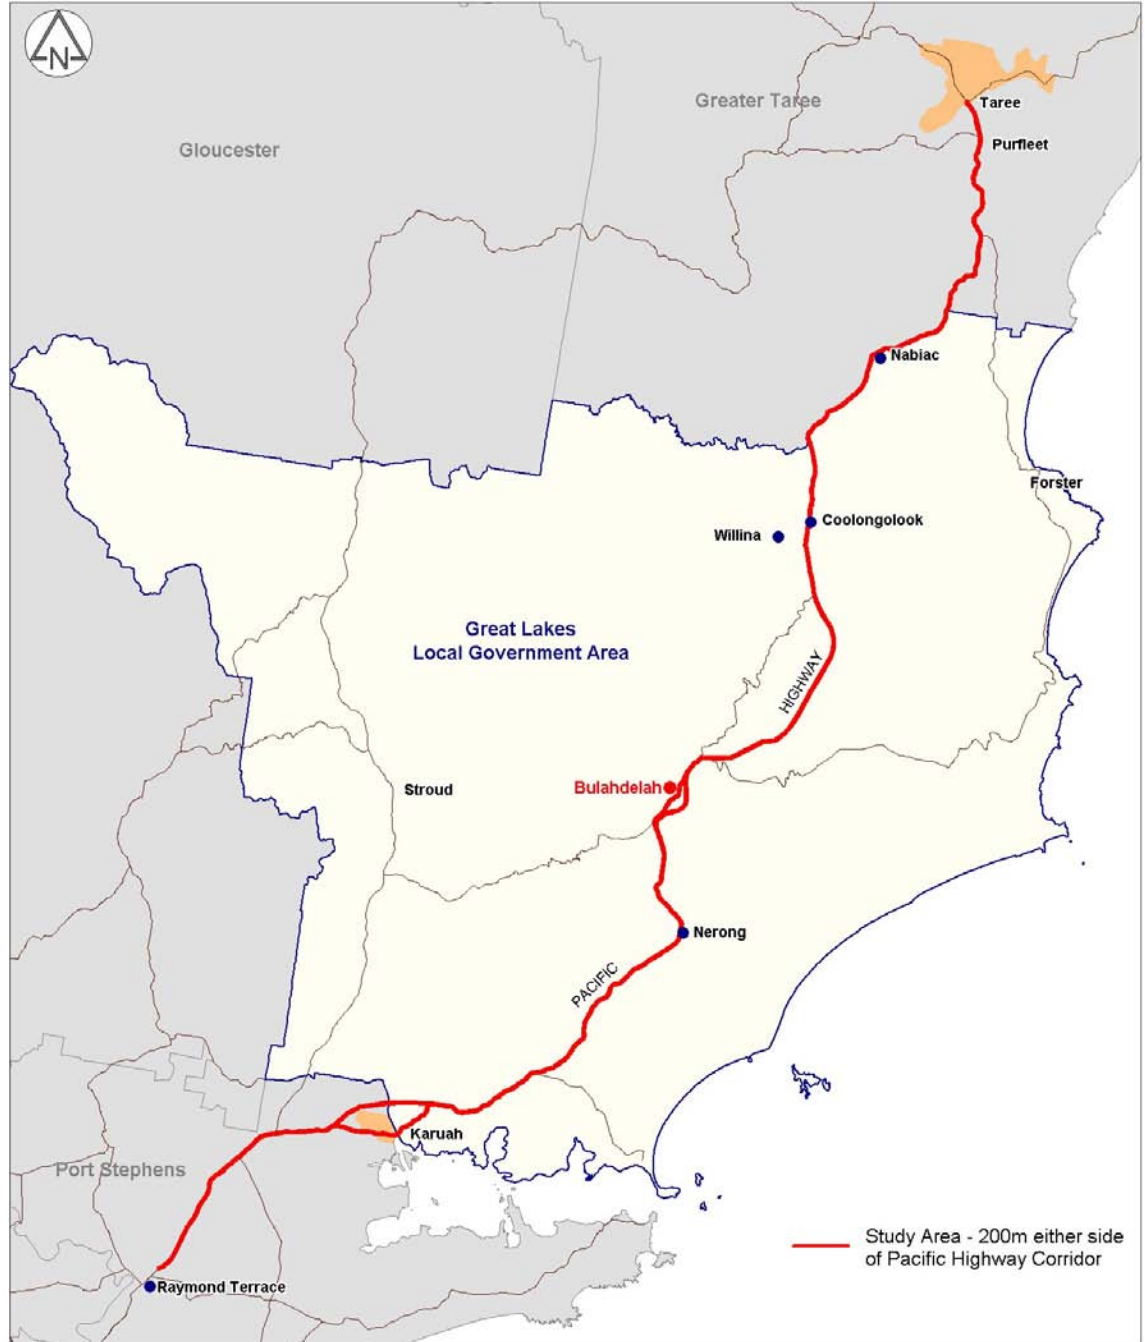 N
Greater Taree
Taree
Gloucester
Purfleet
Nabiac
Forster
Coolongolook
Willina
Great Lakes
Local Government Area
HIGHWAY
Bulahdelah
Stroud
Nerong
PACIFIC
Karuah
Port Stephens
Study Area - 200m either side
of Pacific Highway Corridor
Raymond Terrace